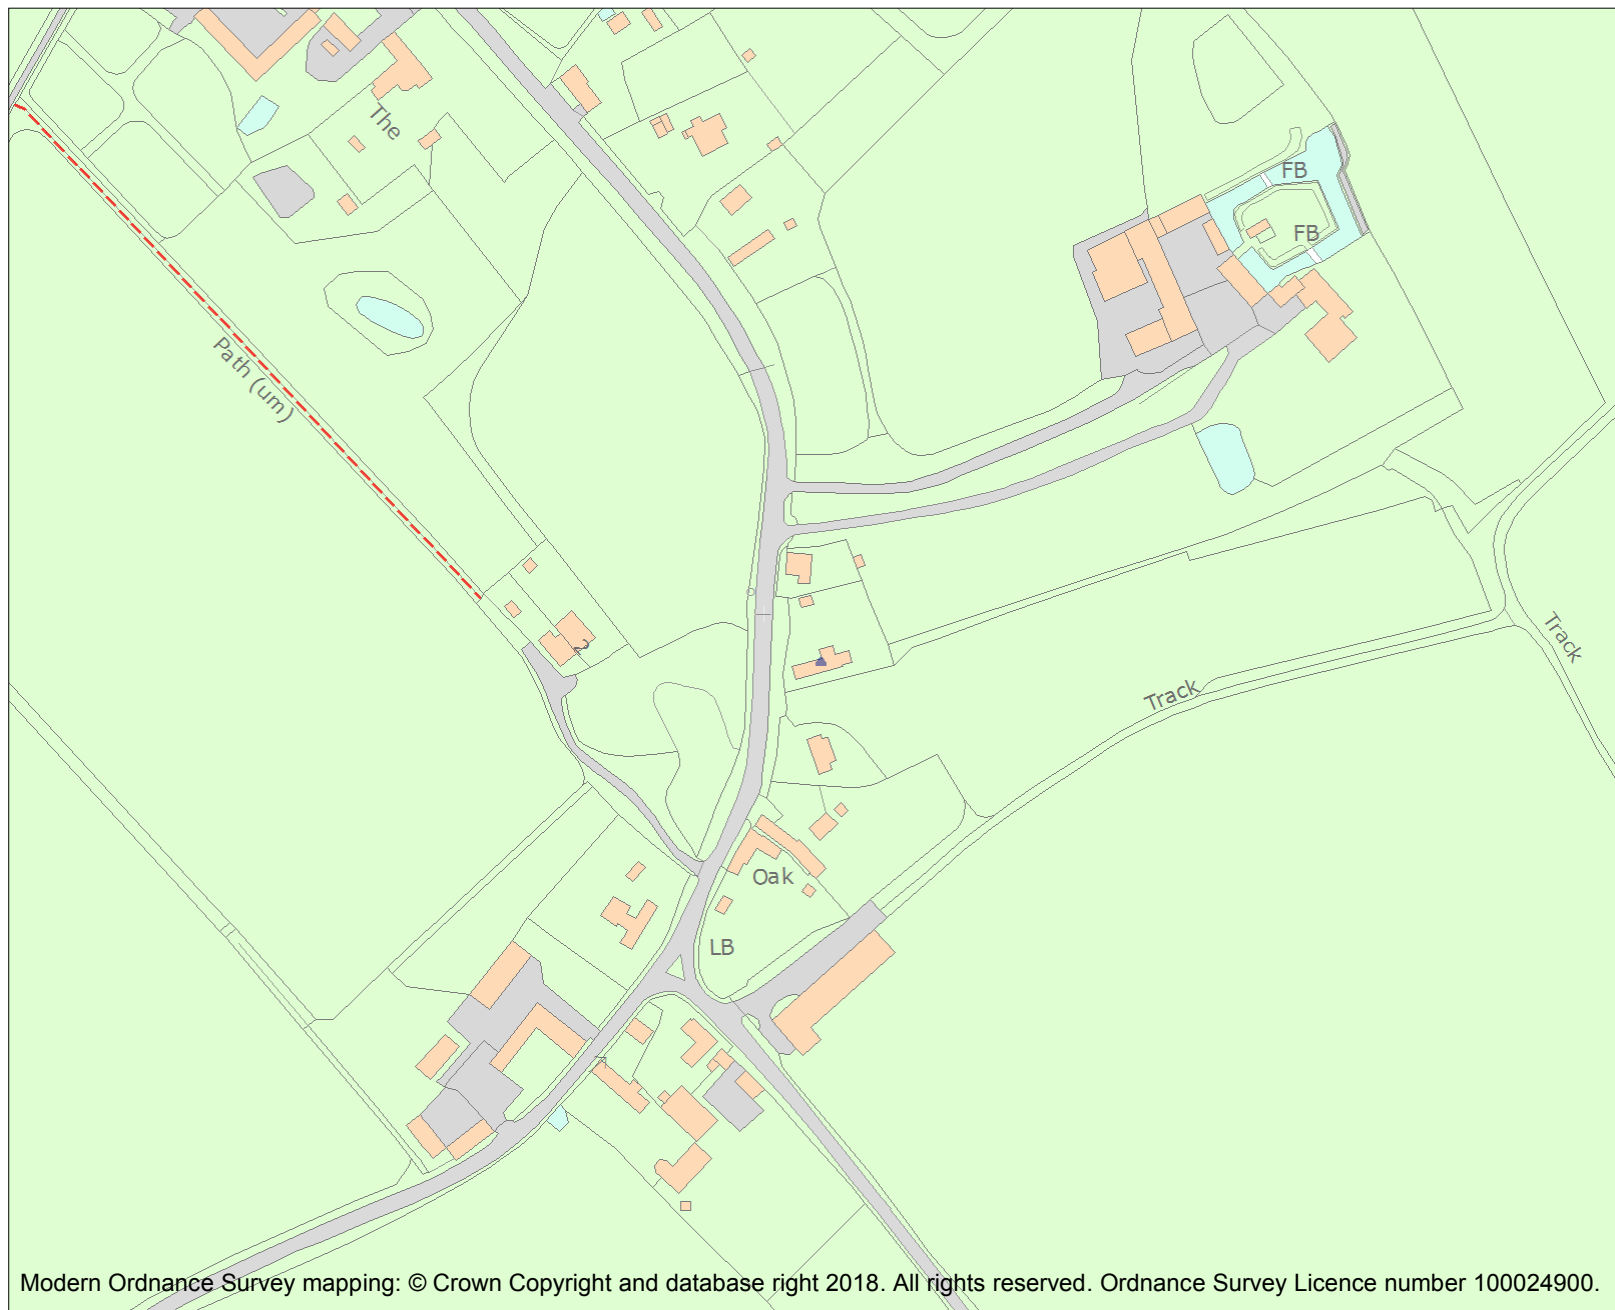 The
FB
FB
Path (um)
2
Track
Track
Oak
LB
Modern Ordnance Survey mapping: © Crown Copyright and database right 2018. All rights reserved. Ordnance Survey Licence number 100024900.